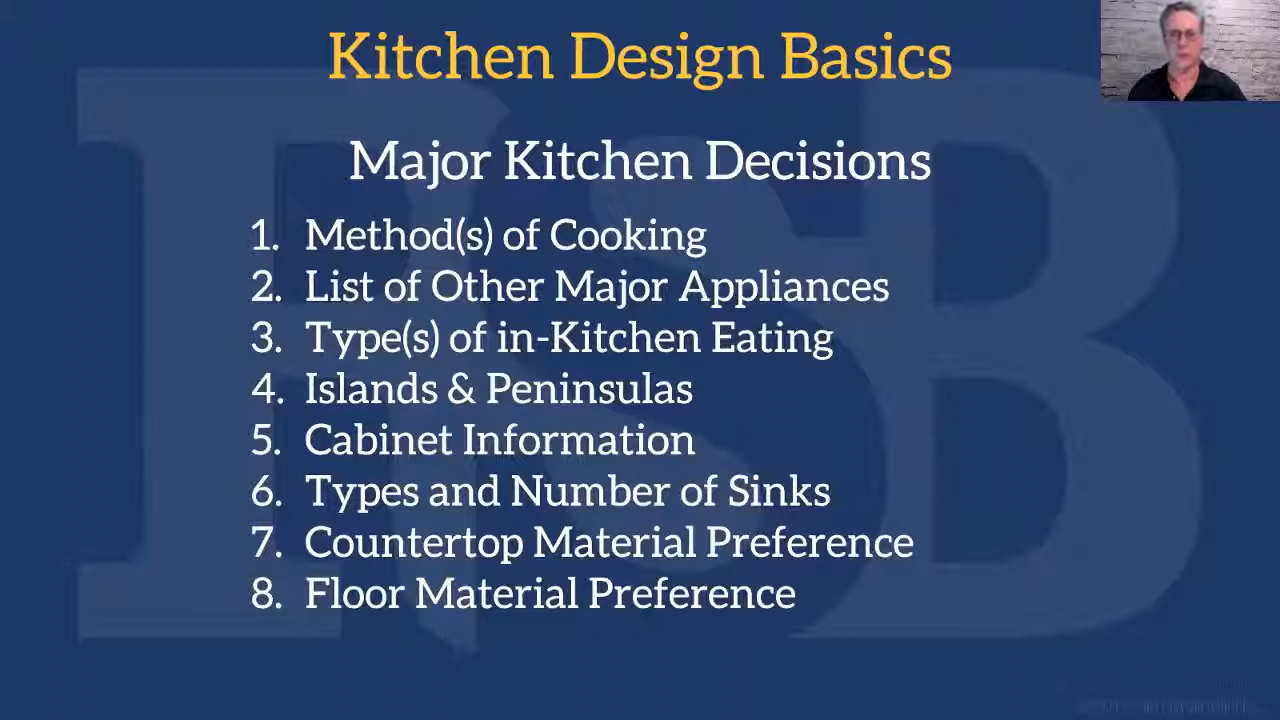 Kitchen Design Basics
Major Kitchen Decisions
1. Method(s) of Cooking
2. List of Other Major Appliances
3. Type(s) of in-Kitchen Eating
4. Islands & Peninsulas
5. Cabinet Information
6. Types and Number of Sinks
7. Countertop Material Preference
8. Floor Material Preference